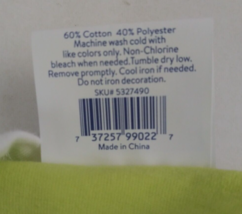 60% Cotton 40% Polyester
Machine wash cold with
like colors only. Non-Chlorine
bleach when needed.Tumble dry low.
Remove promptly. Cool iron if needed.
Do not iron decoration.
SKU# 5327490
7 37257 99022 7
Made in China